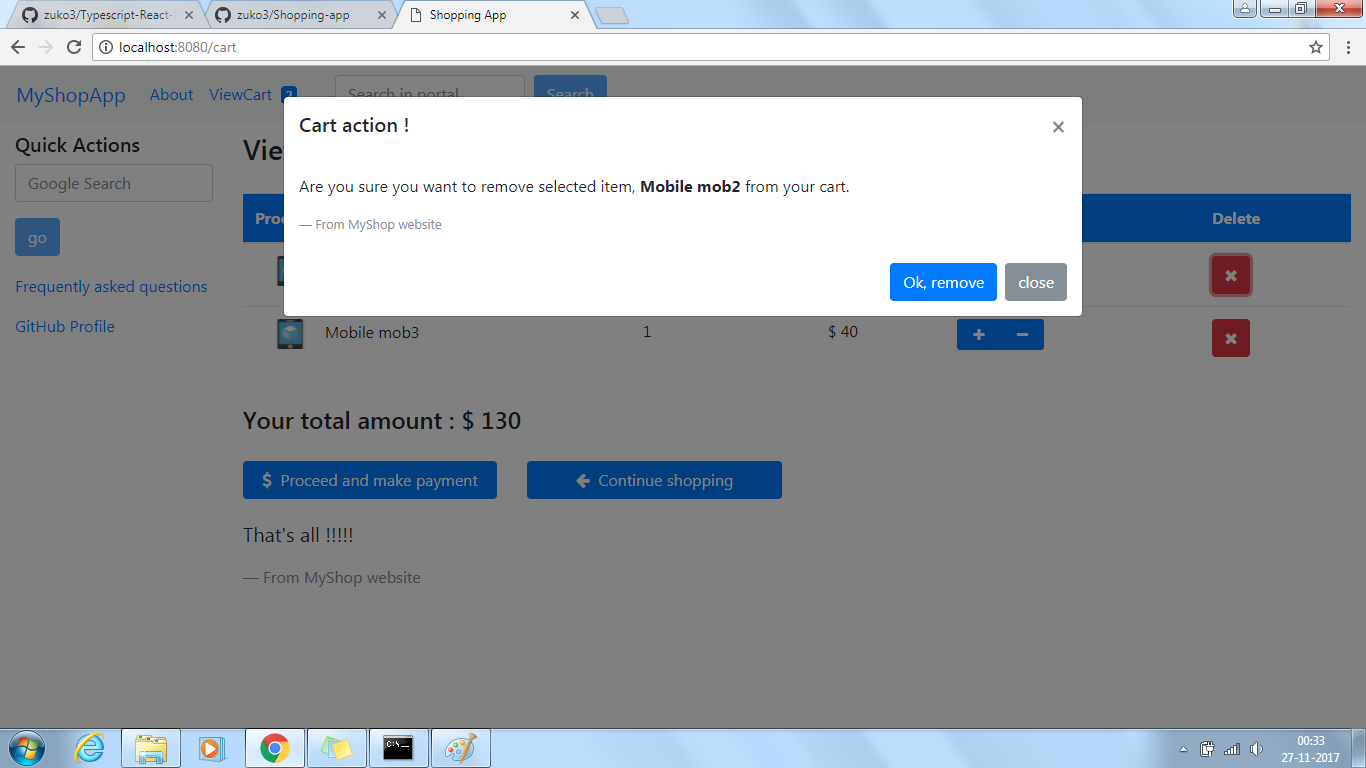 zuko3/Typescript-React-
zuko3/Shopping-app
Shopping App
localhost:8080/cart
MyShopApp About ViewCart 2 Search in portal Search
Quick Actions
Google Search
go
Frequently asked questions
GitHub Profile
Cart action !
×
Are you sure you want to remove selected item, Mobile mob2 from your cart.
— From MyShop website
Ok, remove close
Delete
Mobile mob3 1 $ 40
Your total amount : $ 130
$ Proceed and make payment Continue shopping
That's all !!!!!
— From MyShop website
00:33
27-11-2017